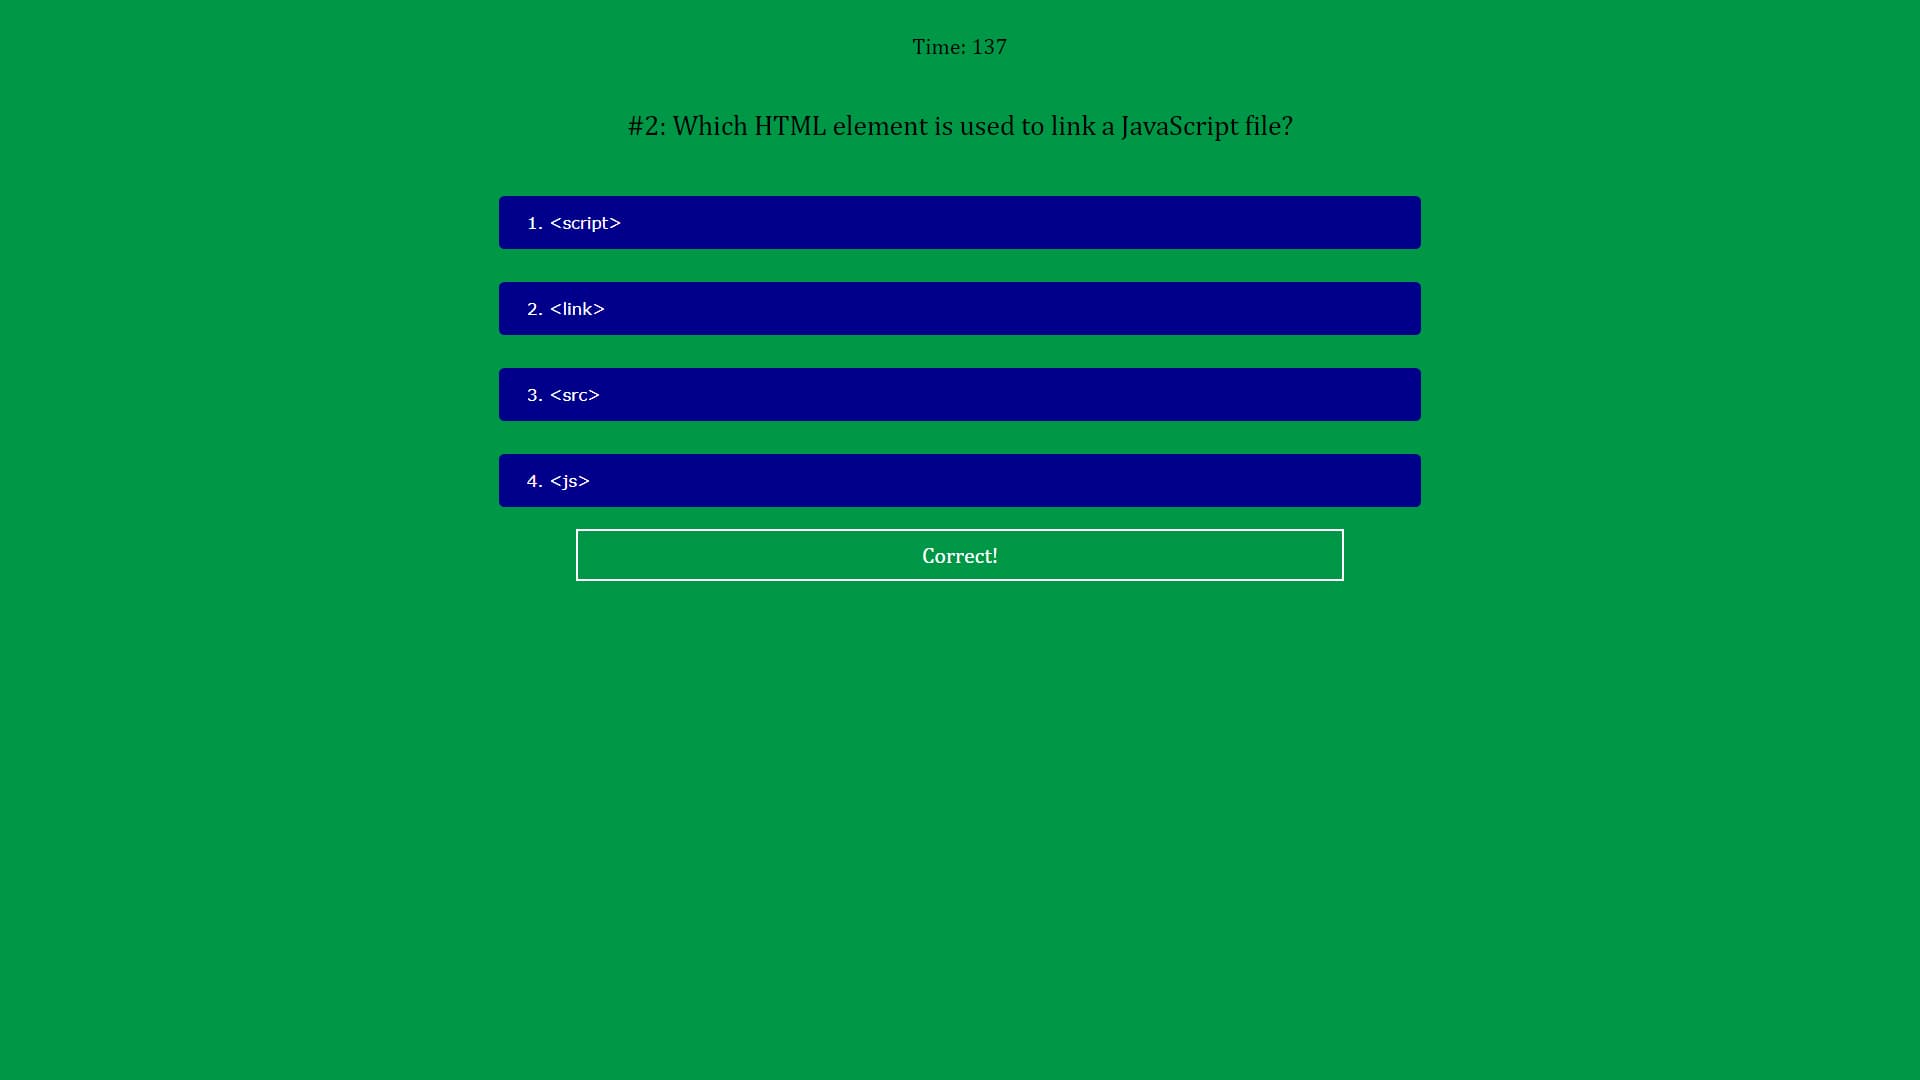 Time: 137
#2: Which HTML element is used to link a JavaScript file?
1. <script>
2. <link>
3. <src>
4. <js>
Correct!